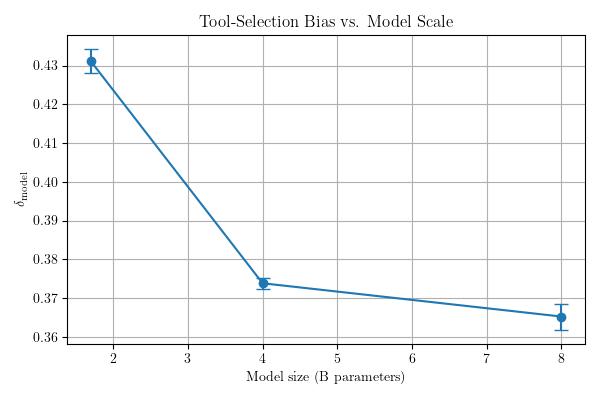 Tool-Selection Bias vs. Model Scale
δmodel
0.43
0.42
0.41
0.40
0.39
0.38
0.37
0.36
2 3 4 5 6 7 8
Model size (B parameters)